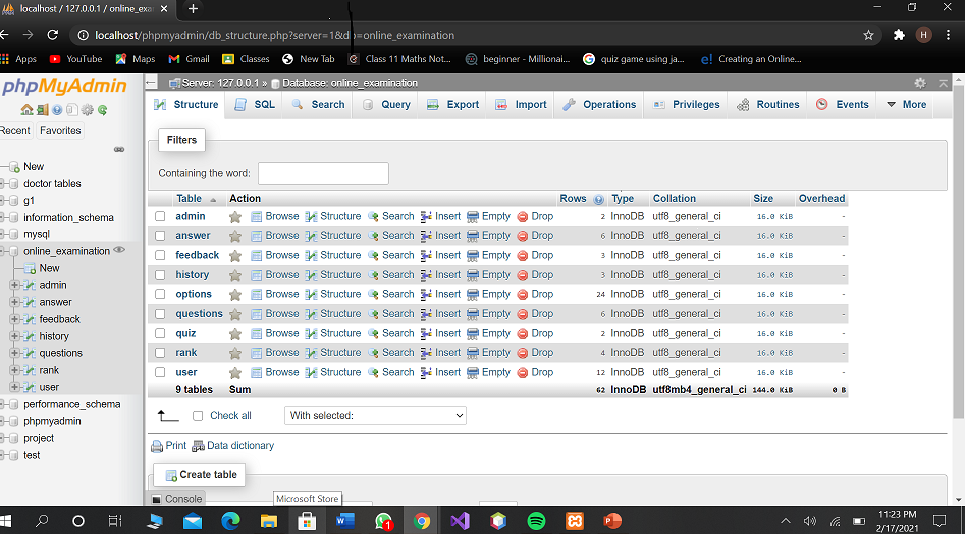 localhost / 127.0.0.1 / online_exa
localhost/phpmyadmin/db_structure.php?server=1&db=online_examination
H
Apps YouTube Maps Gmail Classes New Tab Class 11 Maths Not... beginner - Millionai... quiz game using ja... Creating an Online...
phpMyAdmin
Recent Favorites
New
doctor tables
g1
information_schema
mysql
online_examination
New
admin
answer
feedback
history
questions
rank
user
performance_schema
phpmyadmin
project
test
Server: 127.0.0.1 » Database: online_examination
Structure SQL Search Query Export Import Operations Privileges Routines Events More
Filters
Containing the word:
Table Action Rows Type Collation Size Overhead
admin Browse Structure Search Insert Empty Drop 2 InnoDB utf8_general_ci 16.0 KiB -
answer Browse Structure Search Insert Empty Drop 6 InnoDB utf8_general_ci 16.0 KiB -
feedback Browse Structure Search Insert Empty Drop 3 InnoDB utf8_general_ci 16.0 KiB -
history Browse Structure Search Insert Empty Drop 3 InnoDB utf8_general_ci 16.0 KiB -
options Browse Structure Search Insert Empty Drop 24 InnoDB utf8_general_ci 16.0 KiB -
questions Browse Structure Search Insert Empty Drop 6 InnoDB utf8_general_ci 16.0 KiB -
quiz Browse Structure Search Insert Empty Drop 2 InnoDB utf8_general_ci 16.0 KiB -
rank Browse Structure Search Insert Empty Drop 4 InnoDB utf8_general_ci 16.0 KiB -
user Browse Structure Search Insert Empty Drop 12 InnoDB utf8_general_ci 16.0 KiB -
9 tables Sum 62 InnoDB utf8mb4_general_ci 144.0 KiB 0 B
Check all With selected:
Print Data dictionary
Create table
Console
Microsoft Store
11:23 PM
2/17/2021